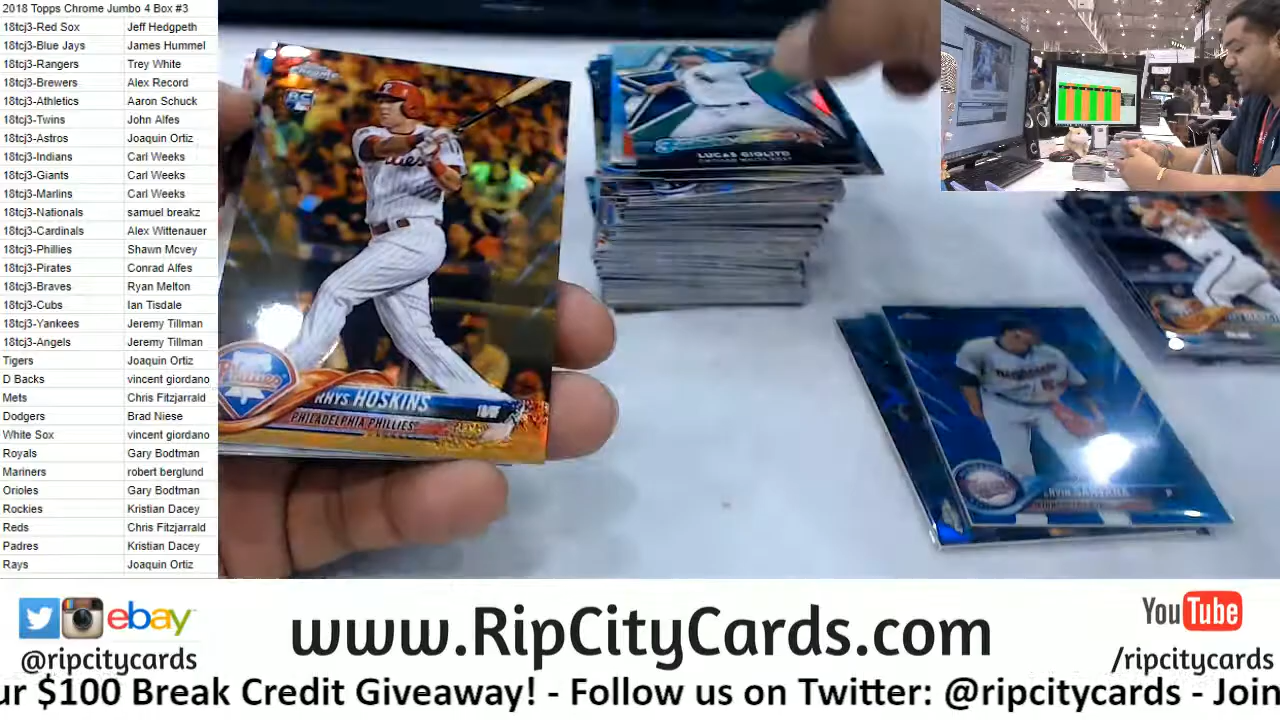 2018 Topps Chrome Jumbo 4 Box #3
18tcj3-Red Sox Jeff Hedgpeth
18tcj3-Blue Jays James Hummel
18tcj3-Rangers Trey White
18tcj3-Brewers Alex Record
18tcj3-Athletics Aaron Schuck
18tcj3-Twins John Alfes
18tcj3-Astros Joaquin Ortiz
18tcj3-Indians Carl Weeks
18tcj3-Giants Carl Weeks
18tcj3-Marlins Carl Weeks
18tcj3-Nationals samuel breakz
18tcj3-Cardinals Alex Wittenauer
18tcj3-Phillies Shawn Mcvey
18tcj3-Pirates Conrad Alfes
18tcj3-Braves Ryan Melton
18tcj3-Cubs Ian Tisdale
18tcj3-Yankees Jeremy Tillman
18tcj3-Angels Jeremy Tillman
Tigers Joaquin Ortiz
D Backs vincent giordano
Mets Chris Fitzjarrald
Dodgers Brad Niese
White Sox vincent giordano
Royals Gary Bodtman
Mariners robert berglund
Orioles Gary Bodtman
Rockies Kristian Dacey
Reds Chris Fitzjarrald
Padres Kristian Dacey
Rays Joaquin Ortiz
Chrome
Phillies
RHYS HOSKINS
PHILADELPHIA PHILLIES
LUCAS GIOLITO
CHICAGO WHITE SOX
ERVIN SANTANA P
ebay
@ripcitycards
www.RipCityCards.com
YouTube
/ripcitycards
ur $100 Break Credit Giveaway! - Follow us on Twitter: @ripcitycards - Join